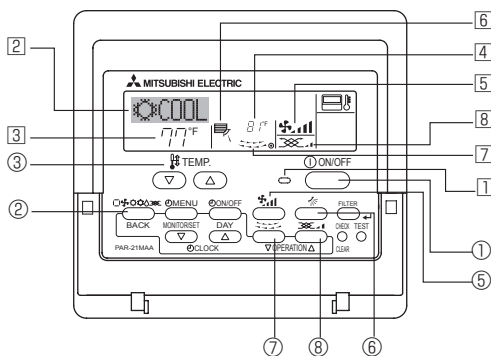 6
2
4
MITSUBISHI ELECTRIC
5
COOL
81°F
3
77°F
8
7
③
TEMP.
ON/OFF
1
②
MENU
ON/OFF
FILTER
BACK
MONITOR/SET
DAY
CHECK
TEST
PAR-21MAA
CLOCK
OPERATION
CLEAR
①
⑤
⑦
⑧
⑥